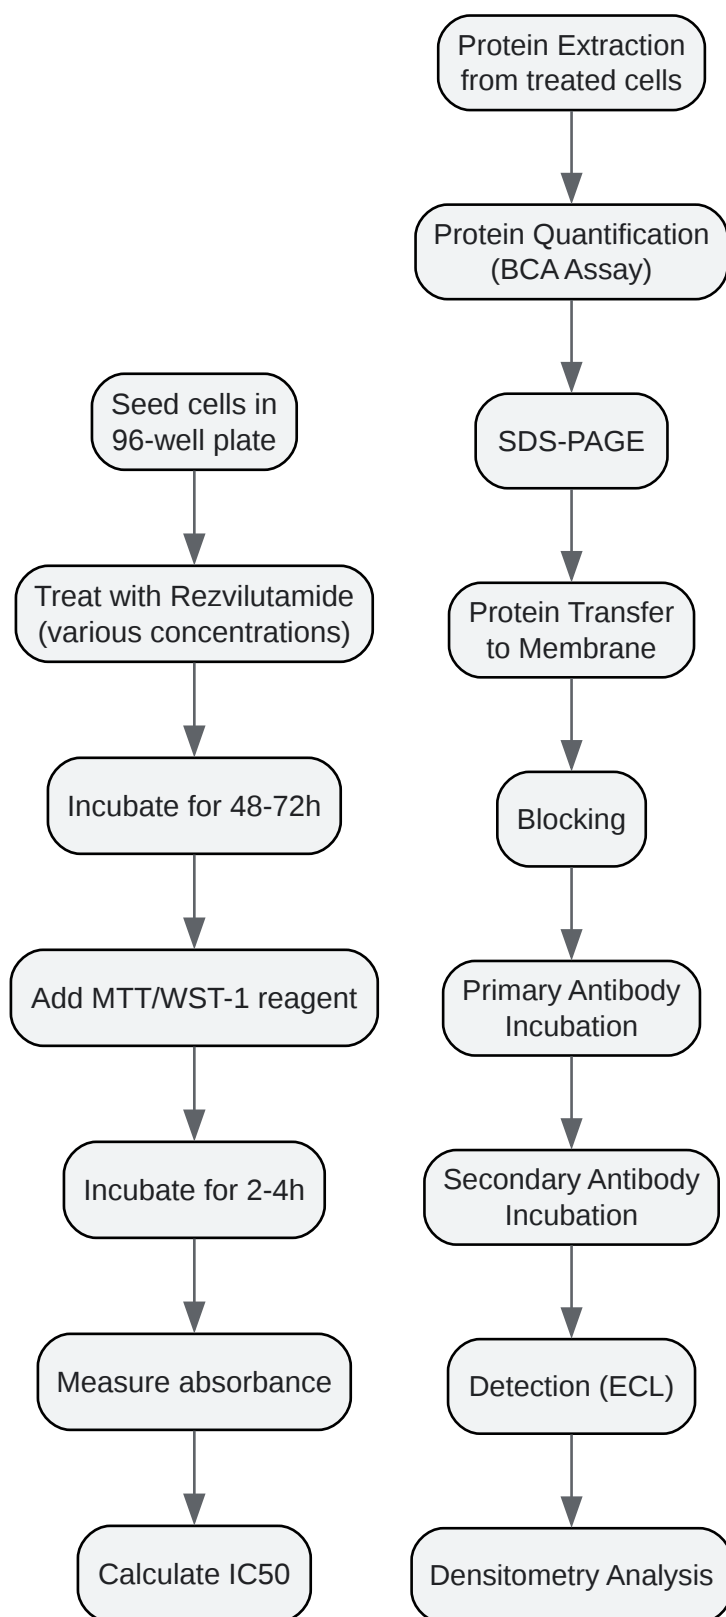 Protein Extraction
from treated cells
Protein Quantification
(BCA Assay)
SDS-PAGE
Protein Transfer
to Membrane
Blocking
Primary Antibody
Incubation
Secondary Antibody
Incubation
Detection (ECL)
Densitometry Analysis
Seed cells in
96-well plate
Treat with Rezvilutamide
(various concentrations)
Incubate for 48-72h
Add MTT/WST-1 reagent
Incubate for 2-4h
Measure absorbance
Calculate IC50